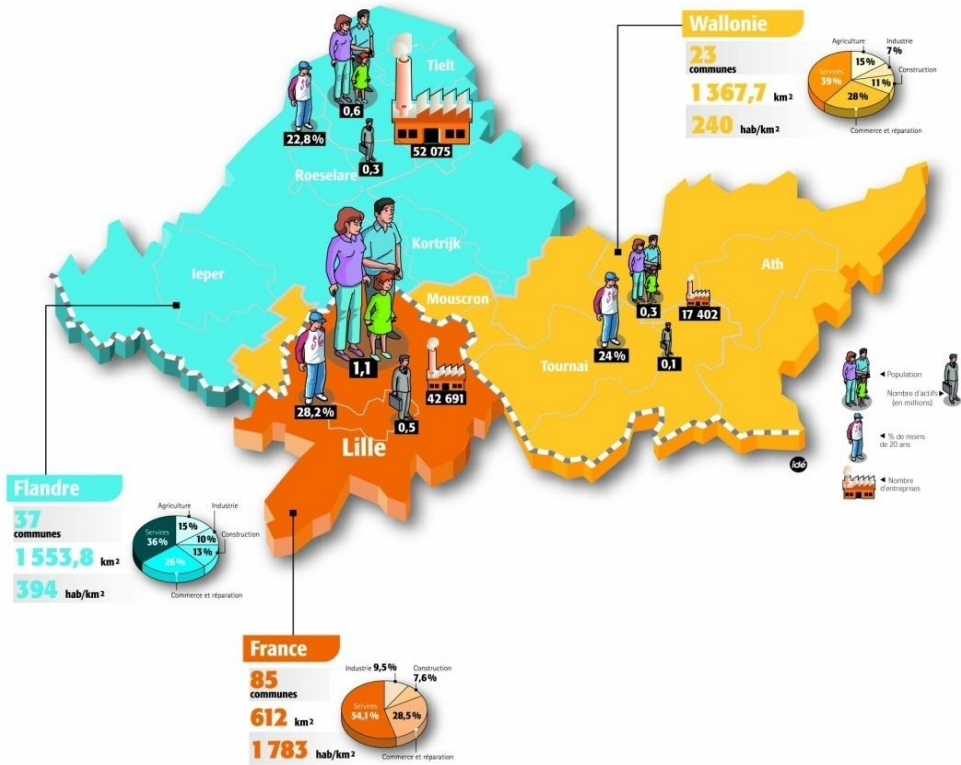 Wallonie
23
communes
1 367,7 km²
240 hab/km²
Agriculture
15 %
Industrie
7 %
Construction
11 %
Services
39 %
28 %
Commerce et réparation
Tielt
0,6
22,8 %
52 075
0,3
Roeselare
Kortrijk
Ieper
Mouscron
Ath
0,3
17 402
24 %
0,1
Tournai
1,1
28,2 %
42 691
0,5
Lille
Population
Nombre d'actifs
(en millions)
% de moins
de 20 ans
Nombre
d'entreprises
idé
Flandre
37
communes
1 553,8 km²
394 hab/km²
Agriculture
15 %
Industrie
10 %
Construction
13 %
Services
36 %
26 %
Commerce et réparation
France
85
communes
612 km²
1 783 hab/km²
Industrie 9,5 %
Construction
7,6 %
Services
54,1 %
28,5 %
Commerce et réparation